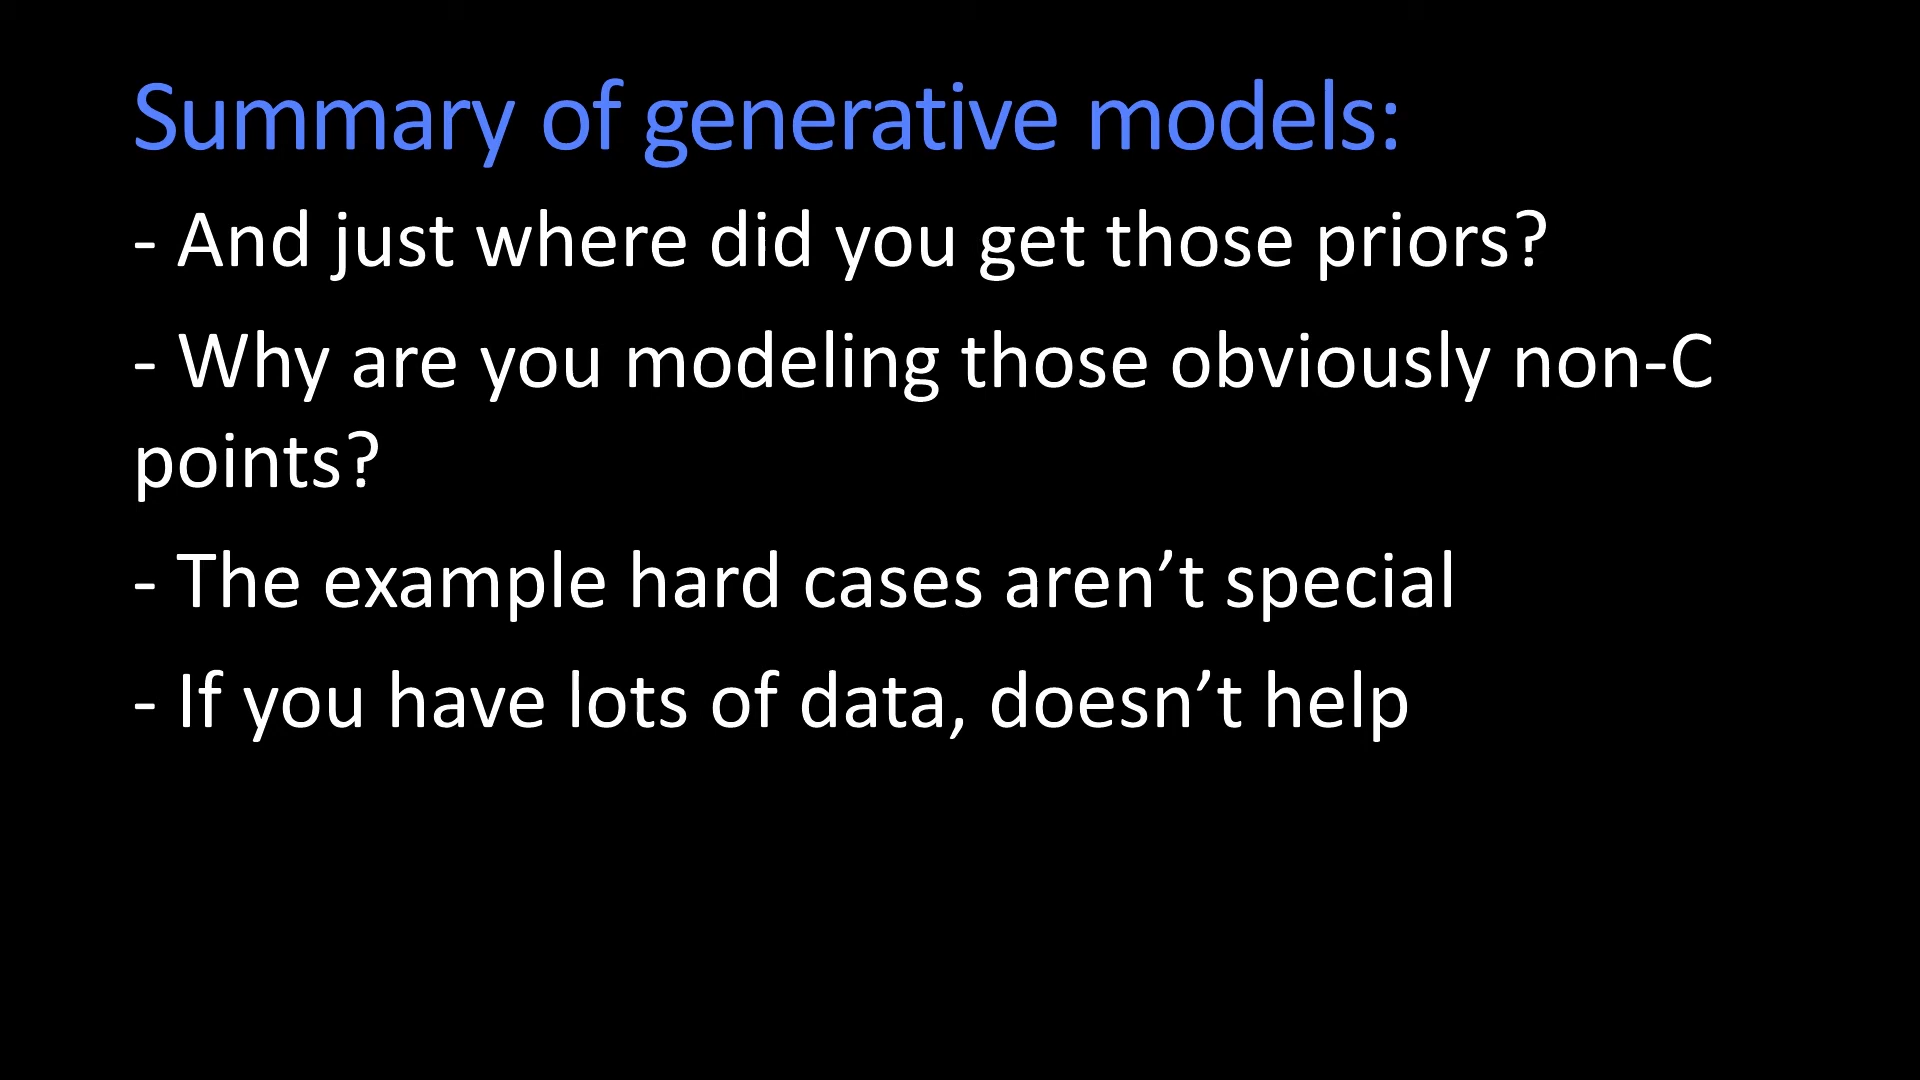 Summary of generative models:
- And just where did you get those priors?
- Why are you modeling those obviously non-C
points?
- The example hard cases aren’t special
- If you have lots of data, doesn’t help